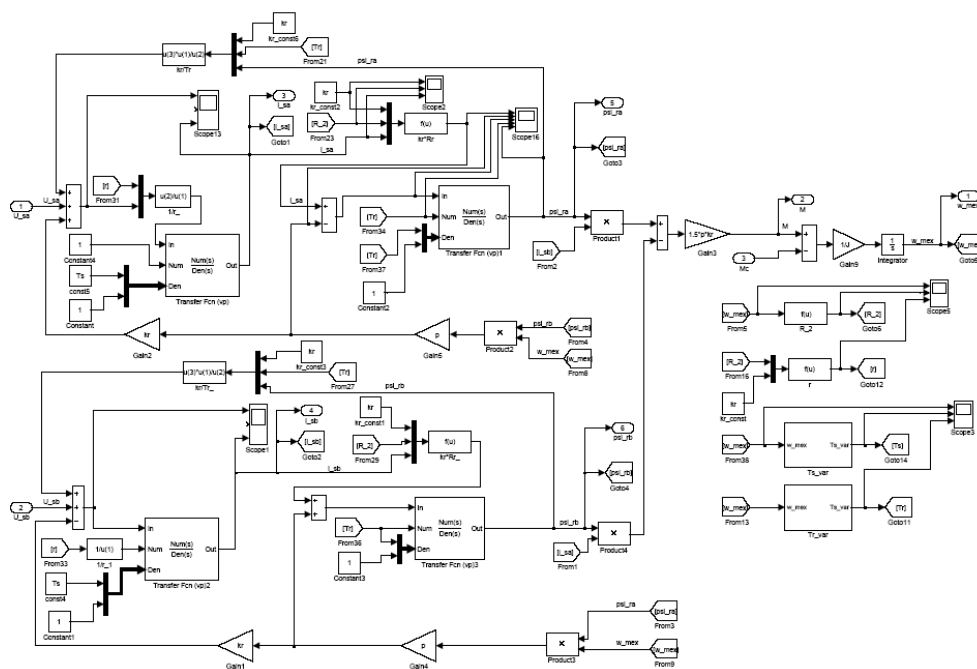 kr
kr_const6
[Tr]
From21
u(3)*u(1)/u(2)
kr/Tr
psi_ra
Scope13
3
i_sa
[i_sa]
Goto1
kr
kr_const2
[R_2]
From23
i_sa
Scope2
f(u)
kr*Rr
Scope16
5
psi_ra
[psi_ra]
Goto3
1
U_sa
U_sa
+
+
+
[r]
From31
u(2)/u(1)
1/r_
Constant4
1
Ts
const5
1
Constant
In
Num
Den
Num(s)
Den(s)
Out
Transfer Fcn (vp)
i_sa
+
−
[Tr]
From34
[Tr]
From37
1
Constant2
In
Num
Den
Num(s)
Den(s)
Out
Transfer Fcn (vp)1
psi_ra
×
Product1
[i_sb]
From2
+
−
1.5*p*kr
Gain3
M
2
M
3
Mc
+
−
1/J
Gain9
1
s
Integrator
w_mex
1
w_mex
kr
Gain2
p
Gain5
×
Product2
psi_rb
[psi_rb]
From4
w_mex
[w_mex]
From8
[w_mex]
From5
f(u)
R_2
[R_2]
Goto6
Scope5
[R_2]
From16
kr
kr_const
f(u)
r
[r]
Goto12
u(3)*u(1)/u(2)
kr/Tr_
kr
kr_const3
[Tr]
From27
psi_rb
Scope1
4
i_sb
[i_sb]
Goto2
kr
kr_const1
[R_2]
From29
i_sb
f(u)
kr*Rr_
6
psi_rb
[psi_rb]
Goto4
[w_mex]
From38
w_mex
Ts_var
Ts_var
[Ts]
Goto14
Scope3
[w_mex]
From13
w_mex
Ts_var
Tr_var
[Tr]
Goto11
2
U_sb
U_sb
+
+
−
[r]
From33
1/u(1)
1/r_1
Ts
const4
1
Constant1
In
Num
Den
Num(s)
Den(s)
Out
Transfer Fcn (vp)2
+
+
[Tr]
From36
1
Constant3
In
Num
Den
Num(s)
Den(s)
Out
Transfer Fcn (vp)3
psi_rb
×
Product4
[i_sa]
From1
kr
Gain1
p
Gain4
×
Product3
psi_ra
[psi_ra]
From3
w_mex
[w_mex]
From9